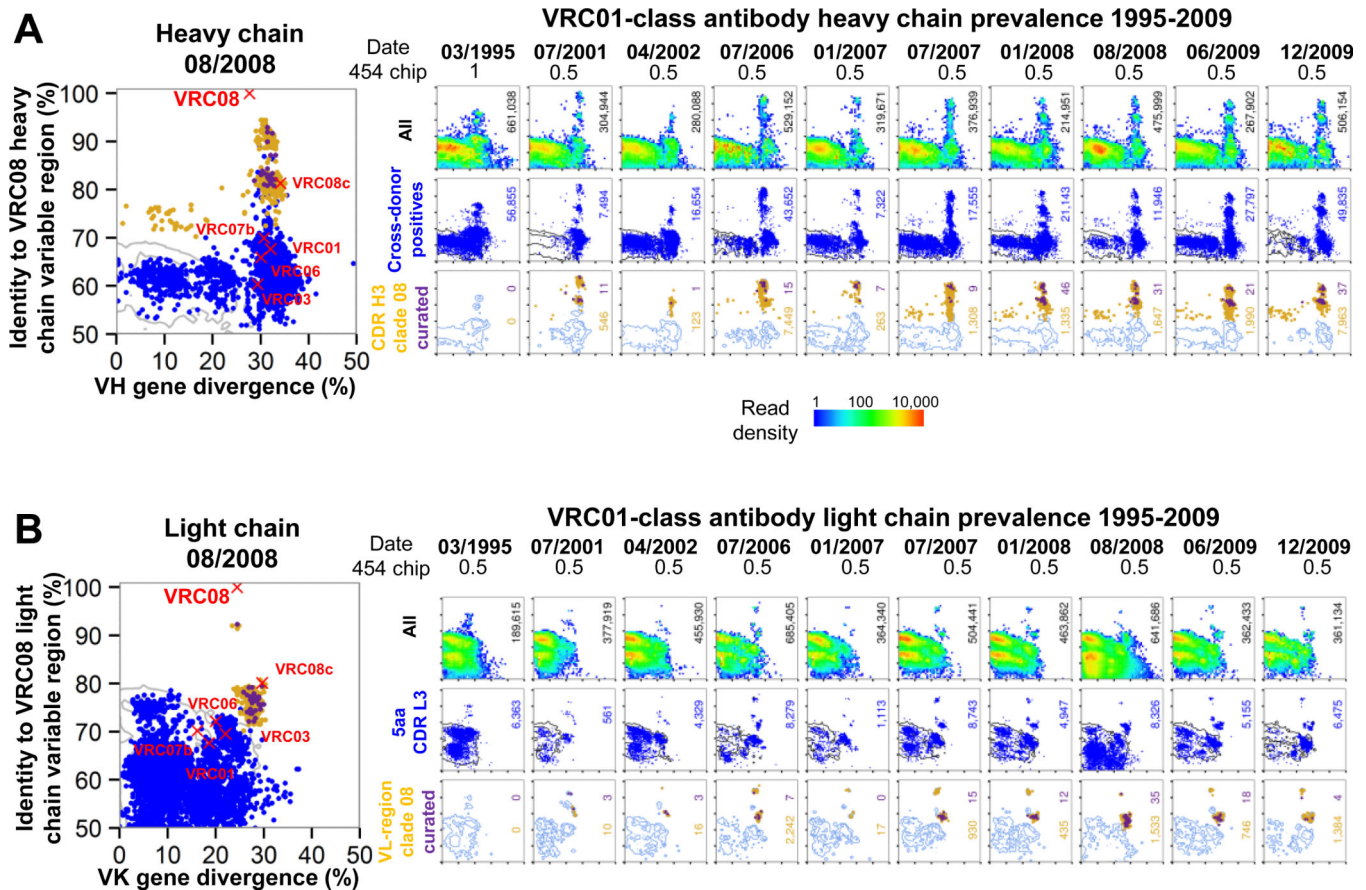 A
Heavy chain
08/2008
Identity to VRC08 heavy
chain variable region (%)
100
90
80
70
60
50
0
10
20
30
40
50
VH gene divergence (%)
VRC08
VRC08c
VRC07b
VRC01
VRC06
VRC03
VRC01-class antibody heavy chain prevalence 1995-2009
Date 03/1995 07/2001 04/2002 07/2006 01/2007 07/2007 01/2008 08/2008 06/2009 12/2009
454 chip 1 0.5 0.5 0.5 0.5 0.5 0.5 0.5 0.5 0.5
All
661,038 304,944 280,088 529,152 319,671 376,939 214,951 475,999 267,902 506,154
Cross-donor
positives
56,855 7,494 16,654 43,652 7,322 17,555 21,143 11,946 27,797 49,835
CDR H3
clade 08
curated
0 11 1 15 7 9 46 31 21 37
0 546 123 7,449 263 1,308 1,335 1,647 1,990 7,963
Read
density
1 100 10,000
B
Light chain
08/2008
Identity to VRC08 light
chain variable region (%)
100
90
80
70
60
50
0
10
20
30
40
50
VK gene divergence (%)
VRC08
VRC08c
VRC06
VRC03
VRC07b
VRC01
VRC01-class antibody light chain prevalence 1995-2009
Date 03/1995 07/2001 04/2002 07/2006 01/2007 07/2007 01/2008 08/2008 06/2009 12/2009
454 chip 0.5 0.5 0.5 0.5 0.5 0.5 0.5 0.5 0.5 0.5
All
189,615 377,919 455,930 685,405 364,340 504,441 463,862 641,686 362,433 361,134
5aa
CDR L3
6,363 561 4,329 6,279 1,113 8,743 4,947 8,326 5,155 6,475
VL-region
clade 08
curated
0 3 3 7 0 15 12 35 18 4
0 10 16 2,242 17 930 435 1,533 746 1,384